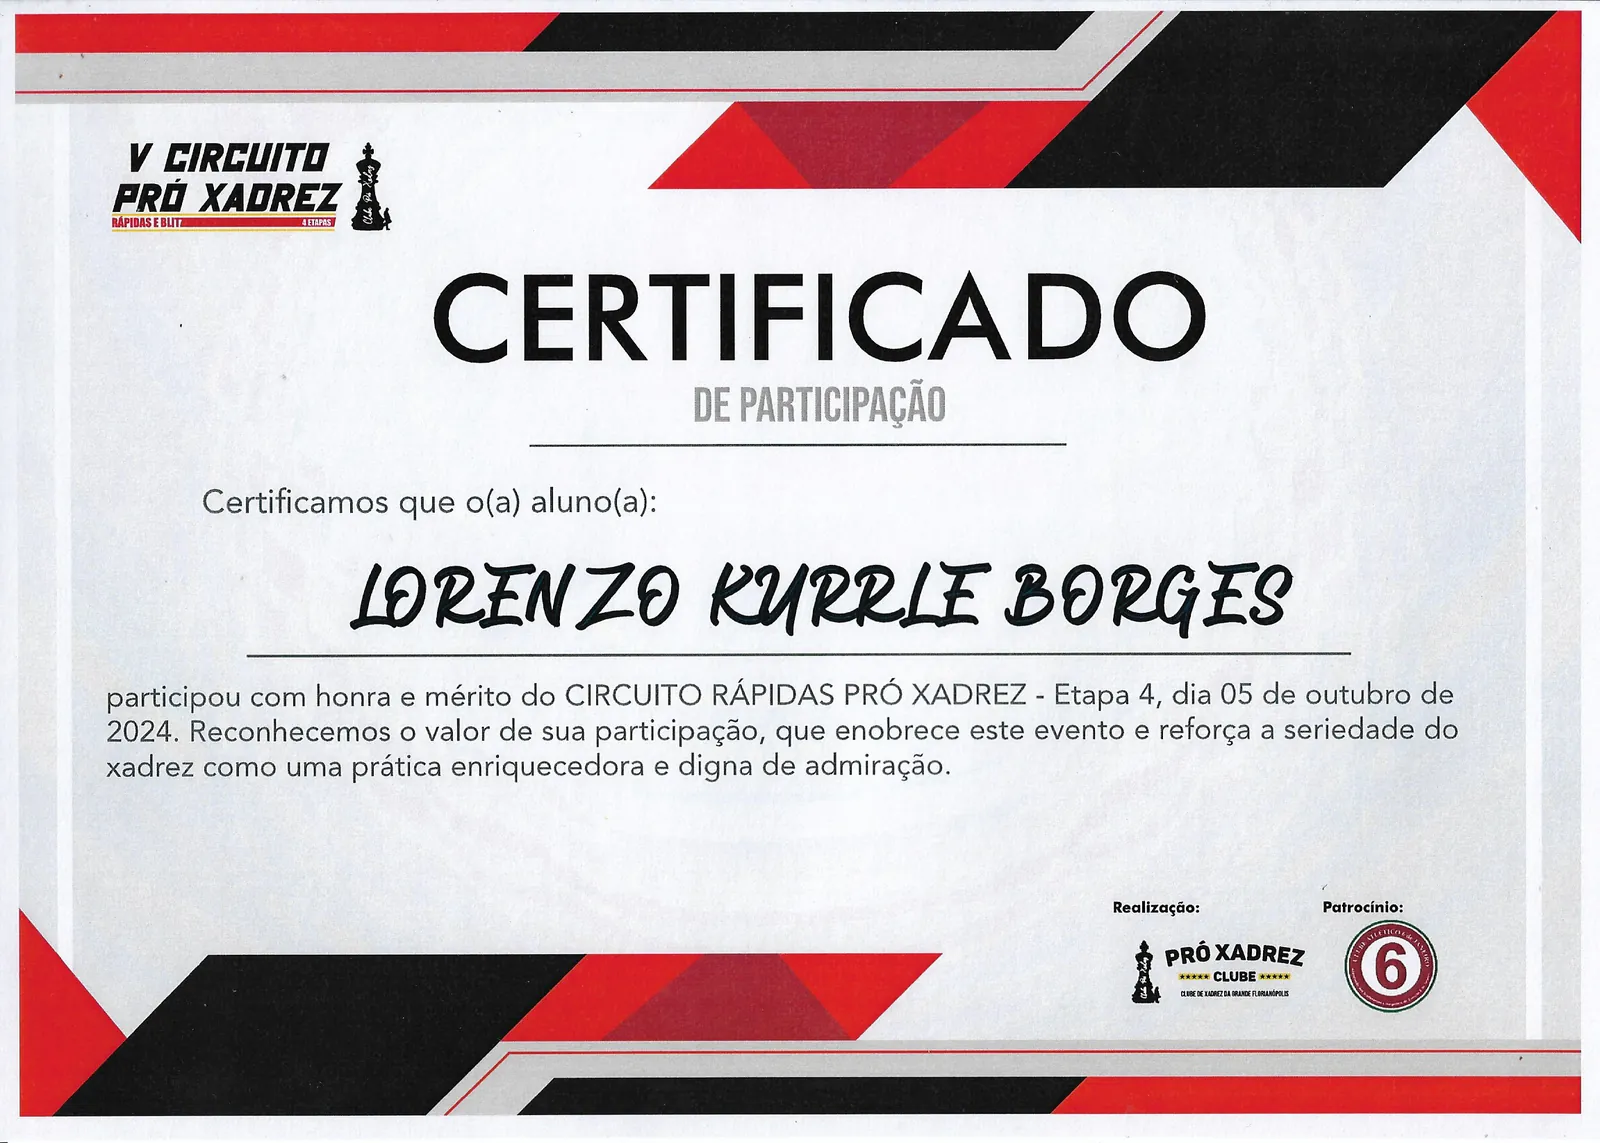 V CIRCUITO
PRÓ XADREZ
RÁPIDAS E BLITZ 4 ETAPAS
CERTIFICADO
DE PARTICIPAÇÃO
Certificamos que o(a) aluno(a):
LORENZO KURRLE BORGES
participou com honra e mérito do CIRCUITO RÁPIDAS PRÓ XADREZ - Etapa 4, dia 05 de outubro de
2024. Reconhecemos o valor de sua participação, que enobrece este evento e reforça a seriedade do
xadrez como uma prática enriquecedora e digna de admiração.
Realização: Patrocínio:
PRÓ XADREZ
CLUBE
CLUBE DE XADREZ DA GRANDE FLORIANÓPOLIS
6